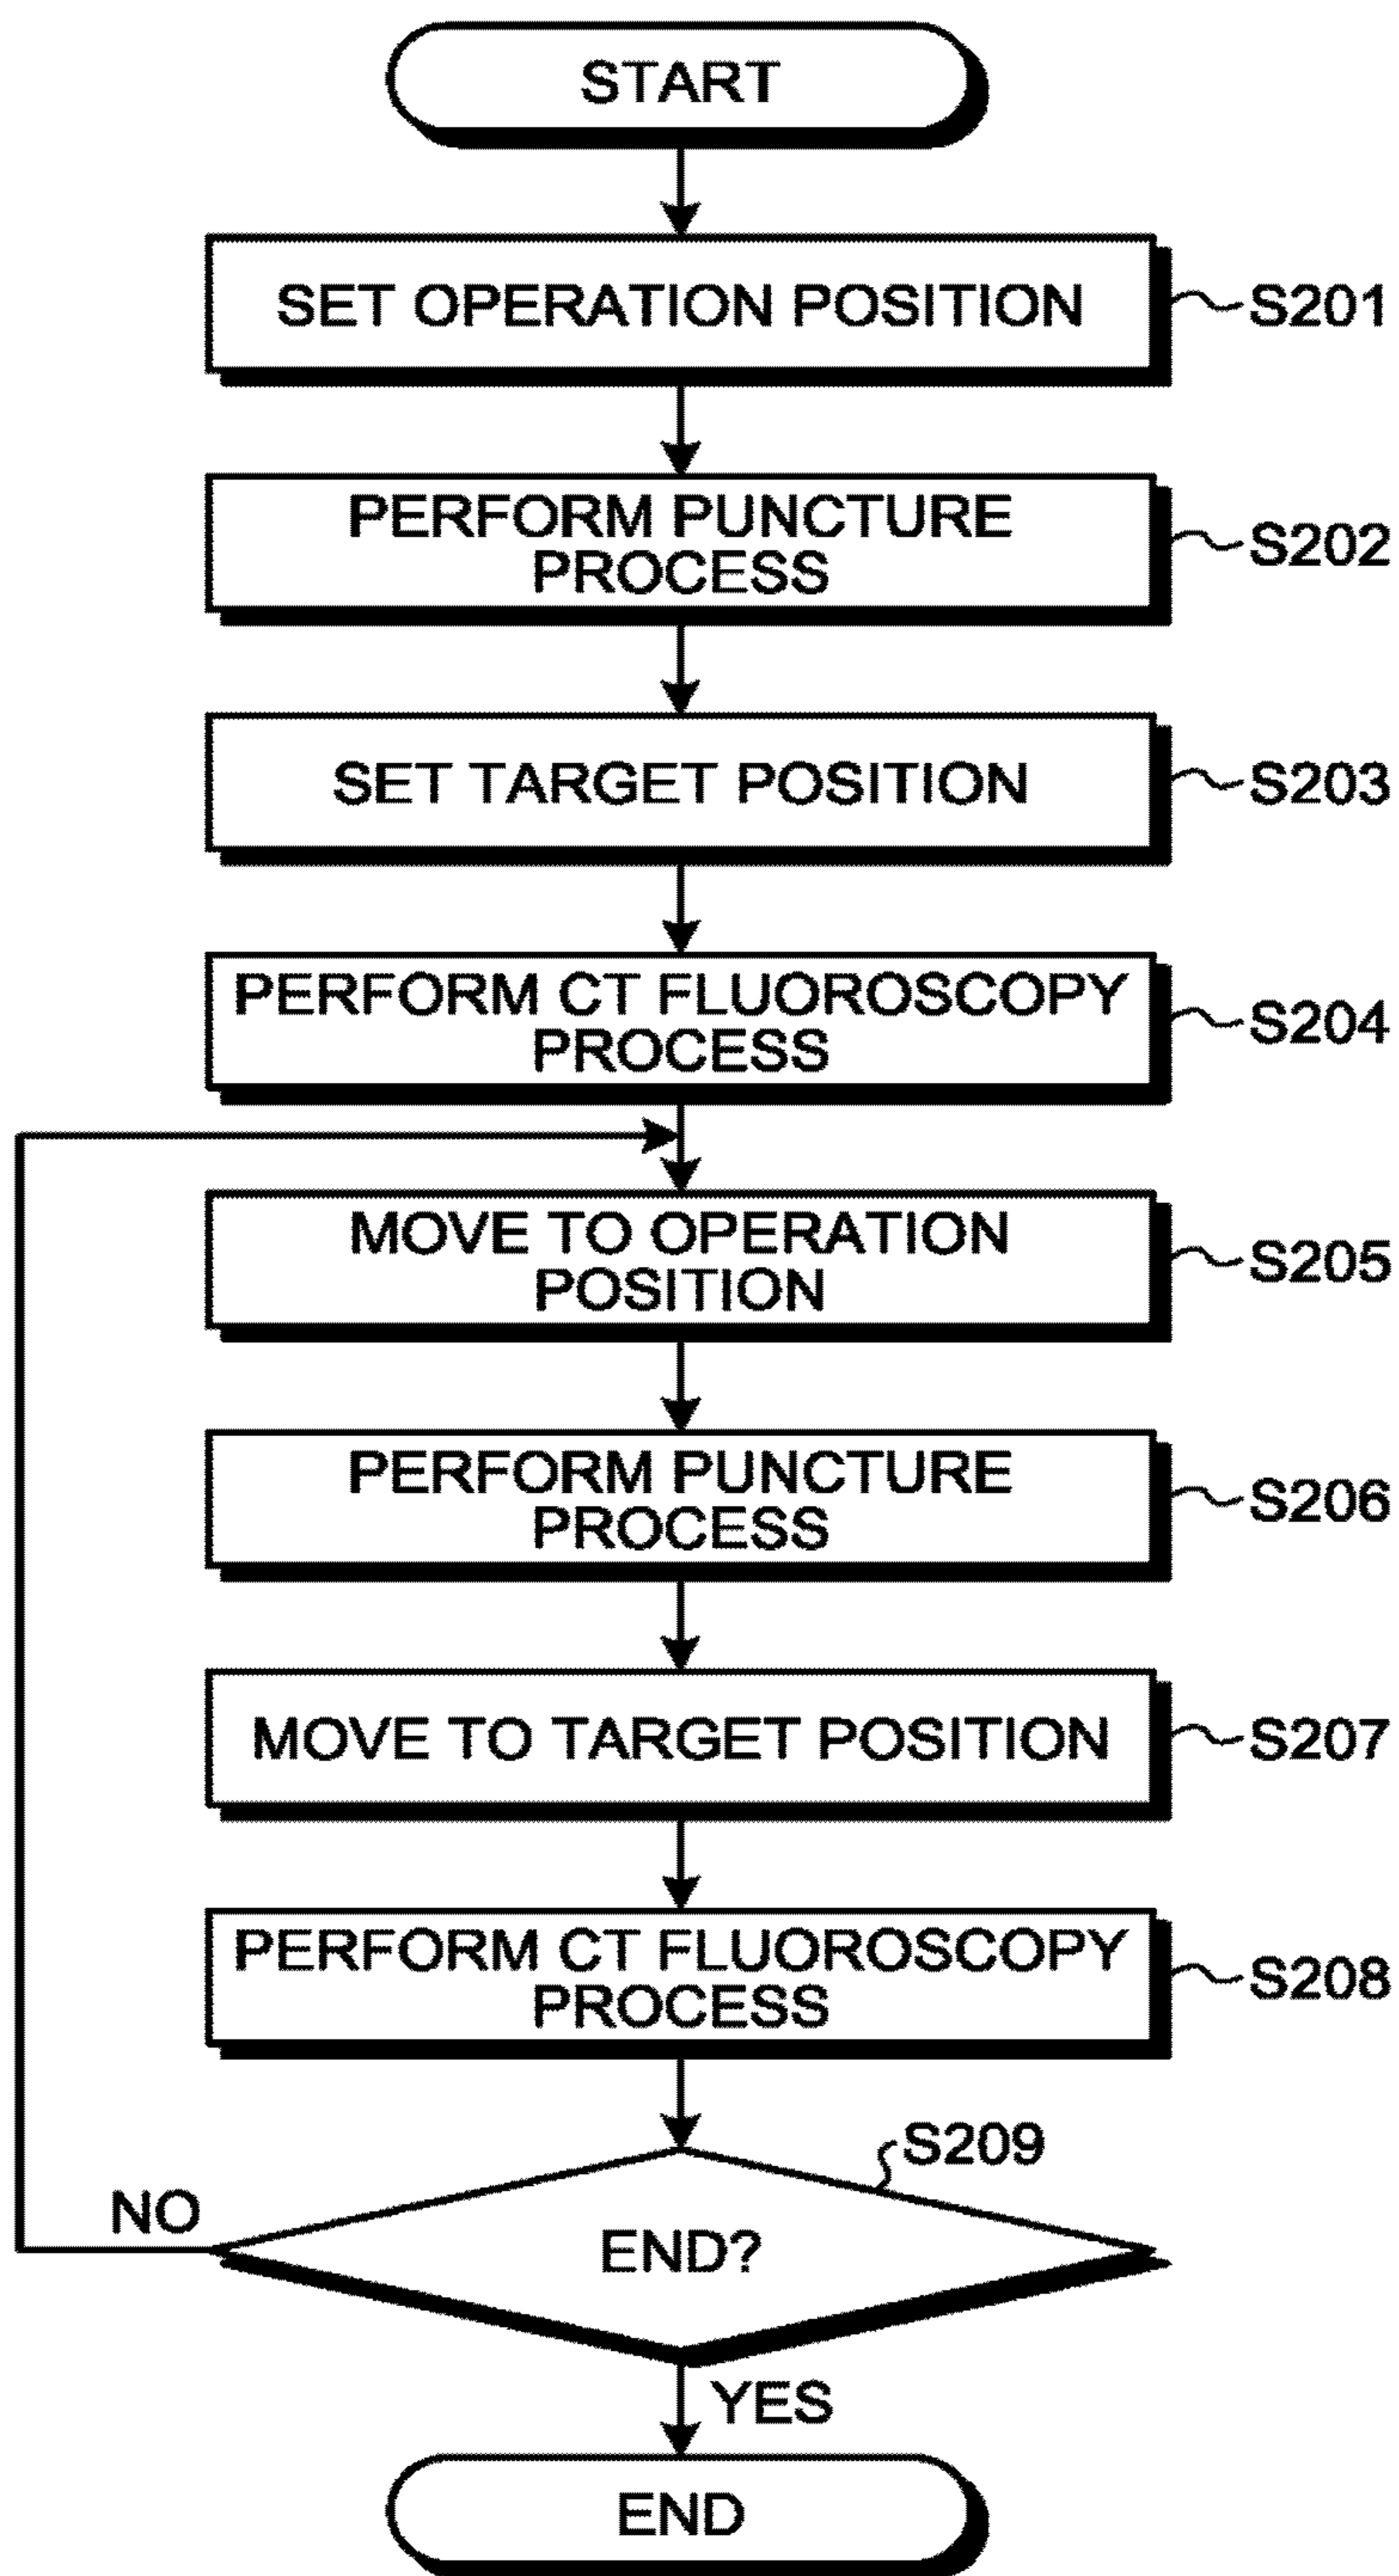 START
SET OPERATION POSITION
S201
PERFORM PUNCTURE
PROCESS
S202
SET TARGET POSITION
S203
PERFORM CT FLUOROSCOPY
PROCESS
S204
MOVE TO OPERATION
POSITION
S205
PERFORM PUNCTURE
PROCESS
S206
MOVE TO TARGET POSITION
S207
PERFORM CT FLUOROSCOPY
PROCESS
S208
S209
NO
END?
YES
END